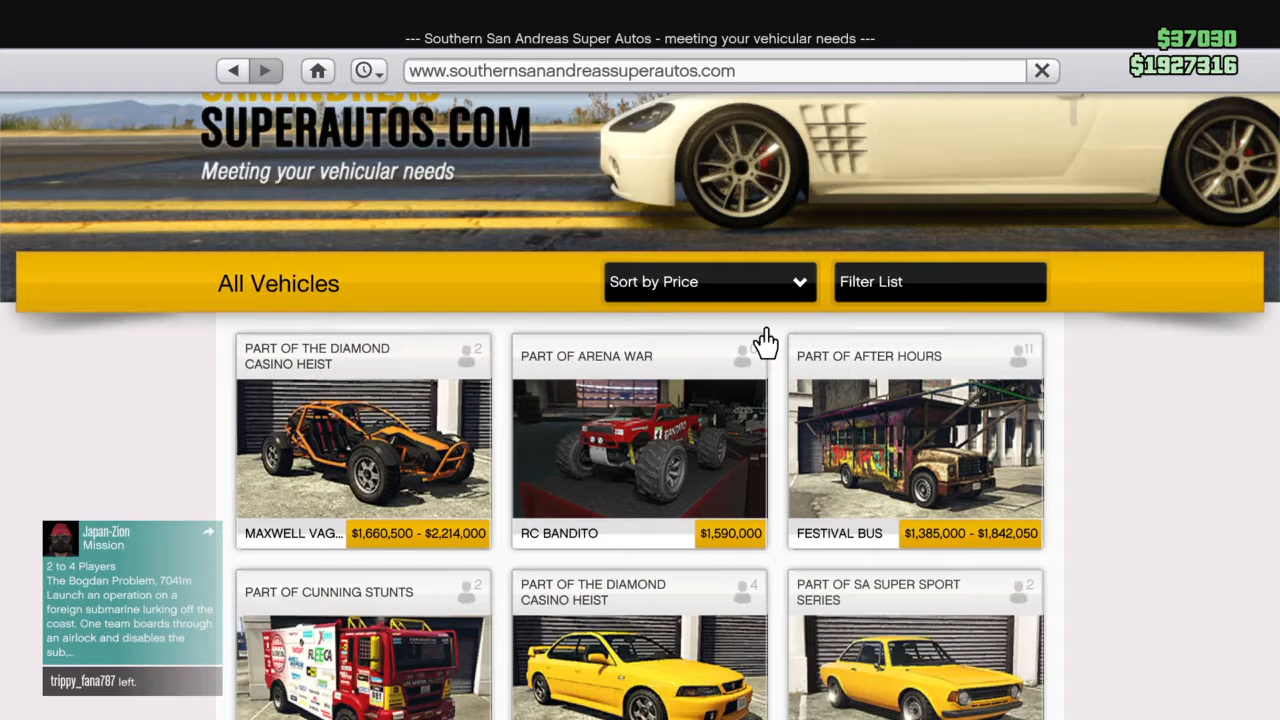 --- Southern San Andreas Super Autos - meeting your vehicular needs ---
$37030
$1927316
www.southernsanandreassuperautos.com
SUPERAUTOS.COM
Meeting your vehicular needs
All Vehicles
Sort by Price
Filter List
PART OF THE DIAMOND
CASINO HEIST
2
PART OF ARENA WAR
PART OF AFTER HOURS
11
BANDITO
MAXWELL VAG...
$1,660,500 - $2,214,000
RC BANDITO
$1,590,000
FESTIVAL BUS
$1,385,000 - $1,842,050
PART OF CUNNING STUNTS
2
PART OF THE DIAMOND
CASINO HEIST
4
PART OF SA SUPER SPORT
SERIES
2
FLEECA
Japan-Zion
Mission
2 to 4 Players
The Bogdan Problem, 7041m
Launch an operation on a
foreign submarine lurking off the
coast. One team boards through
an airlock and disables the
sub,...
trippy_fana787 left.